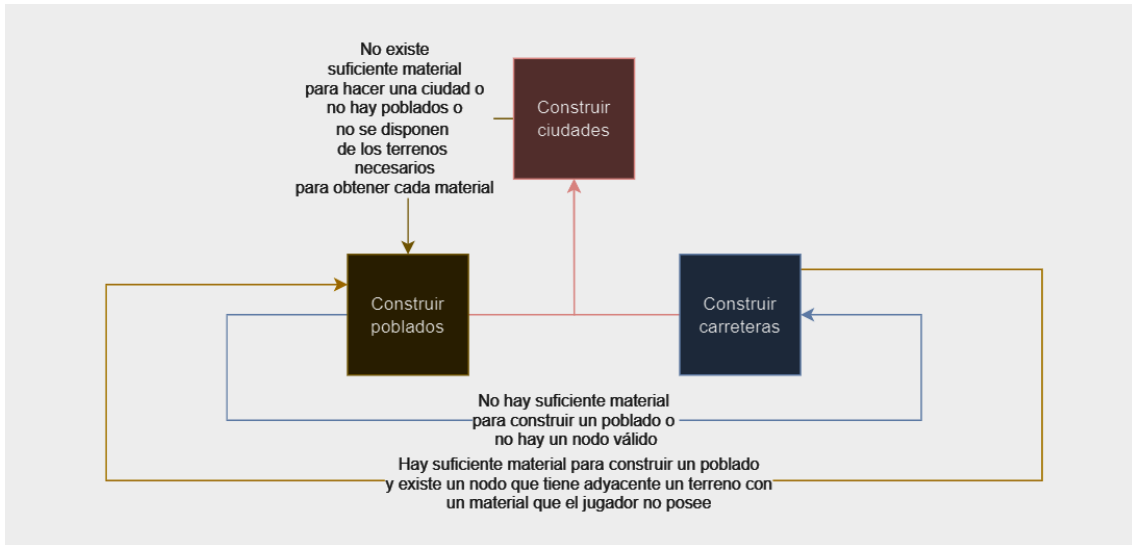 No existe
suficiente material
para hacer una ciudad o
no hay poblados o
no se disponen
de los terrenos
necesarios
para obtener cada material
Construir
ciudades
Construir
poblados
Construir
carreteras
No hay suficiente material
para construir un poblado o
no hay un nodo válido
Hay suficiente material para construir un poblado
y existe un nodo que tiene adyacente un terreno con
un material que el jugador no posee